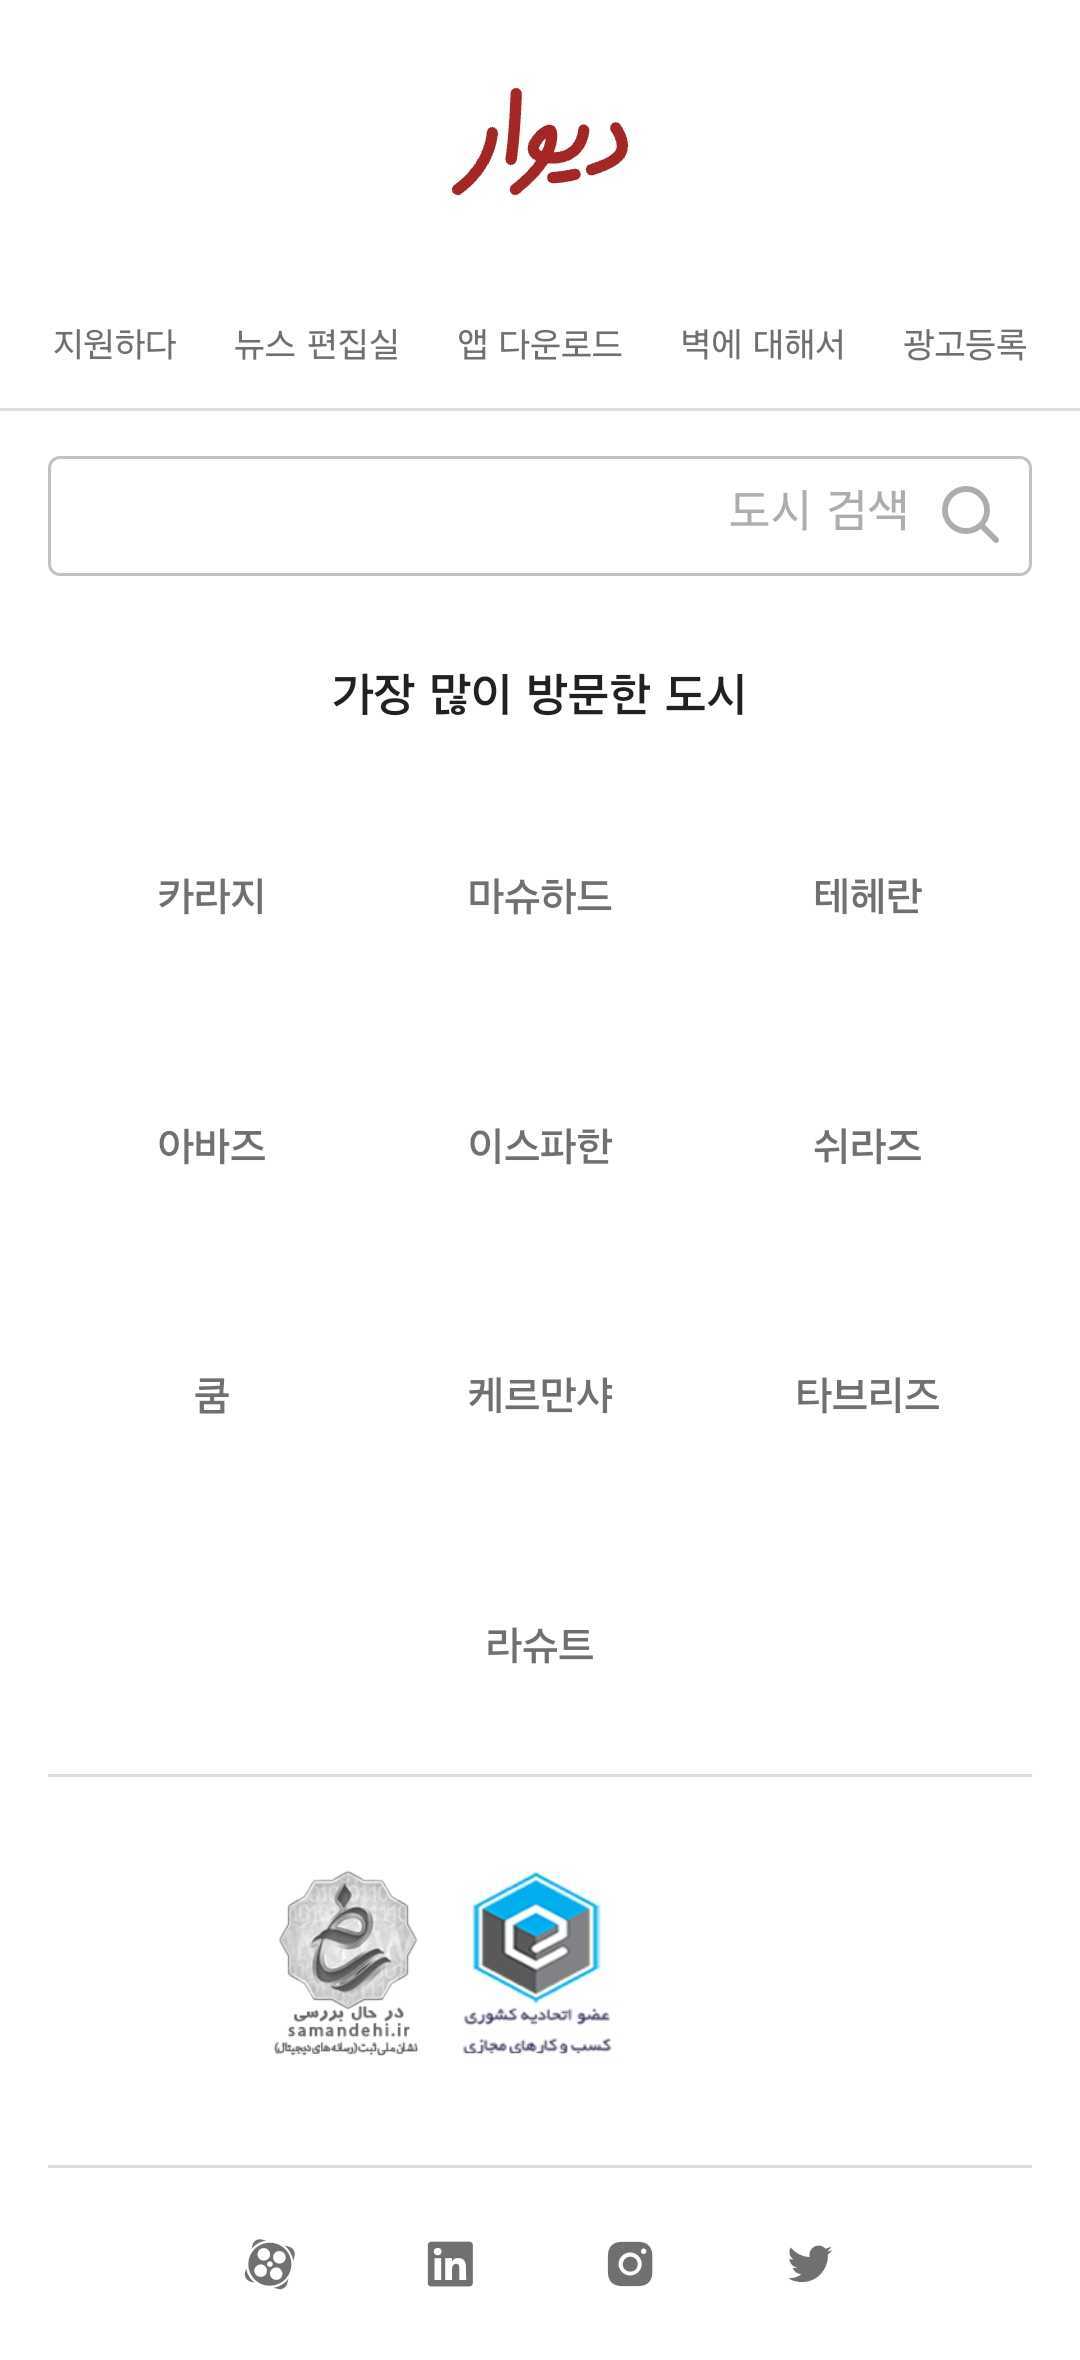 دیوار
지원하다 뉴스 편집실 앱 다운로드 벽에 대해서 광고등록
도시 검색
가장 많이 방문한 도시
카라지 마슈하드 테헤란
아바즈 이스파한 쉬라즈
쿰 케르만샤 타브리즈
라슈트
در حال بررسی
samandehi.ir
نشان ملی ثبت(رسانه‌های دیجیتال)
عضو اتحادیه کشوری
کسب و کارهای مجازی
in